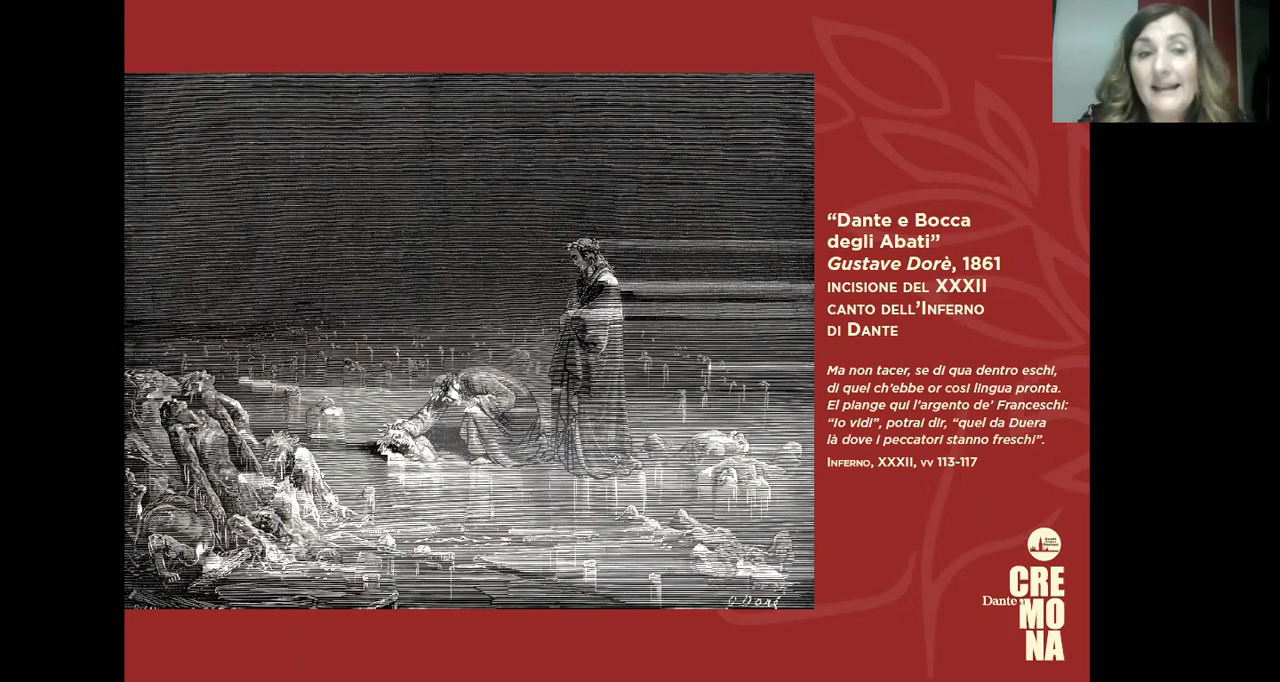 “Dante e Bocca
degli Abati”
Gustave Dorè, 1861
INCISIONE DEL XXXII
CANTO DELL’INFERNO
DI DANTE
Ma non tacer, se di qua dentro eschi,
di quel ch’ebbe or così lingua pronta.
El piange qui l’argento de’ Franceschi:
“Io vidi”, potrai dir, “quel da Duera
là dove i peccatori stanno freschi”.
INFERNO, XXXII, VV 113-117
G Doré
Dante
CRE
MO
NA